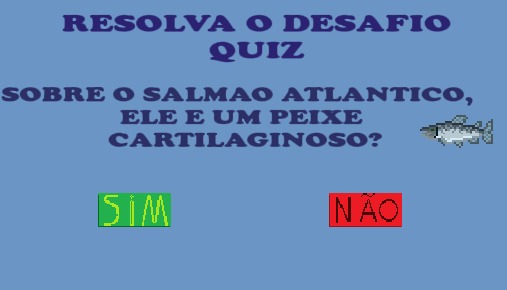 RESOLVA O DESAFIO
QUIZ
SOBRE O SALMAO ATLANTICO,
ELE E UM PEIXE
CARTILAGINOSO?
SIM
NÃO